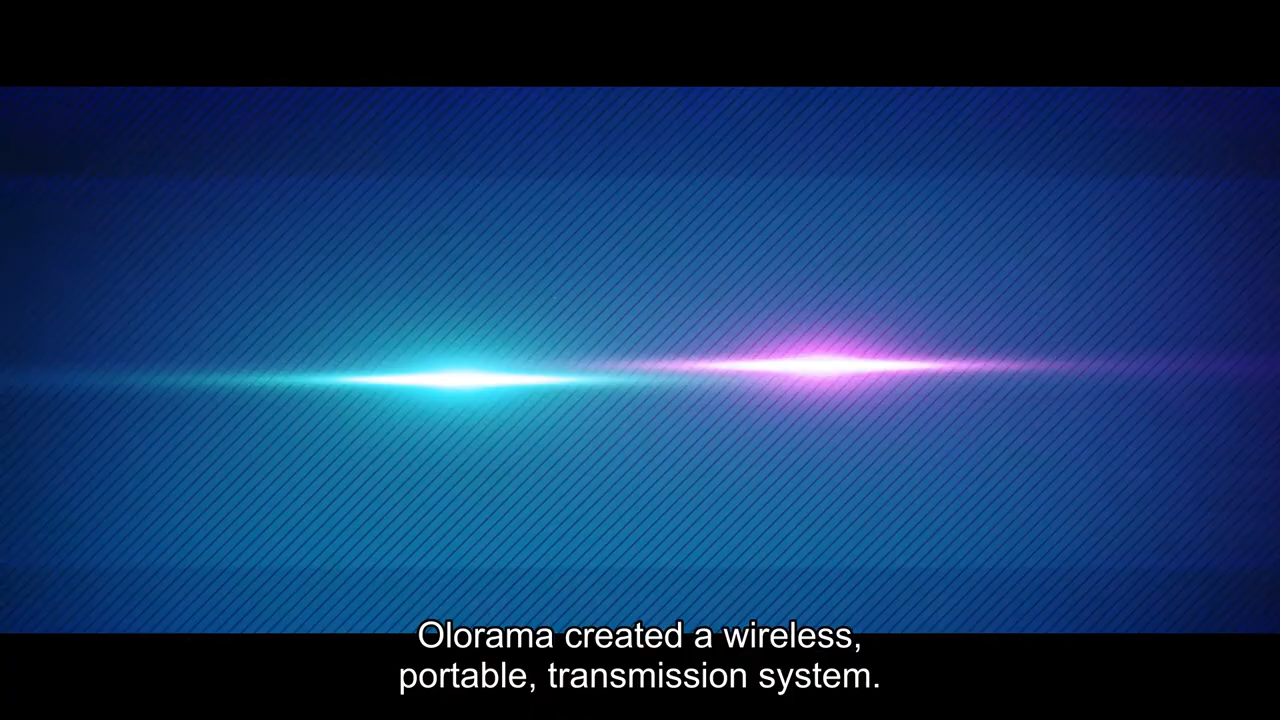 Olorama created a wireless,
portable, transmission system.